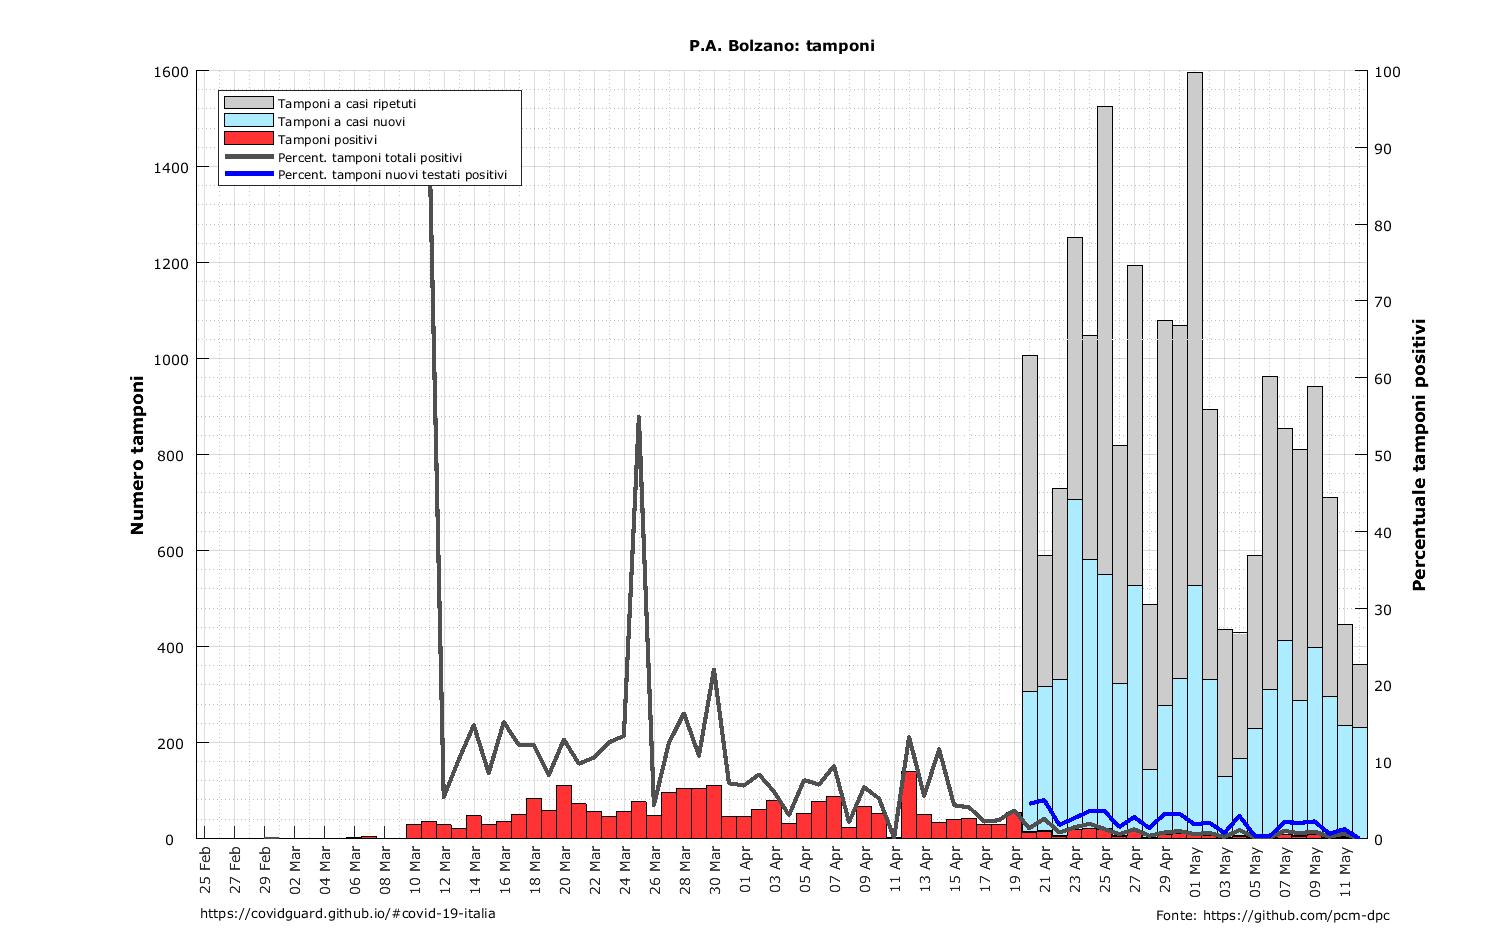 P.A. Bolzano: tamponi
Tamponi a casi ripetuti
Tamponi a casi nuovi
Tamponi positivi
Percent. tamponi totali positivi
Percent. tamponi nuovi testati positivi
Numero tamponi
1600
1400
1200
1000
800
600
400
200
0
100
90
80
70
60
50
40
30
20
10
0
Percentuale tamponi positivi
25 Feb
27 Feb
29 Feb
02 Mar
04 Mar
06 Mar
08 Mar
10 Mar
12 Mar
14 Mar
16 Mar
18 Mar
20 Mar
22 Mar
24 Mar
26 Mar
28 Mar
30 Mar
01 Apr
03 Apr
05 Apr
07 Apr
09 Apr
11 Apr
13 Apr
15 Apr
17 Apr
19 Apr
21 Apr
23 Apr
25 Apr
27 Apr
29 Apr
01 May
03 May
05 May
07 May
09 May
11 May
https://covidguard.github.io/#covid-19-italia
Fonte: https://github.com/pcm-dpc